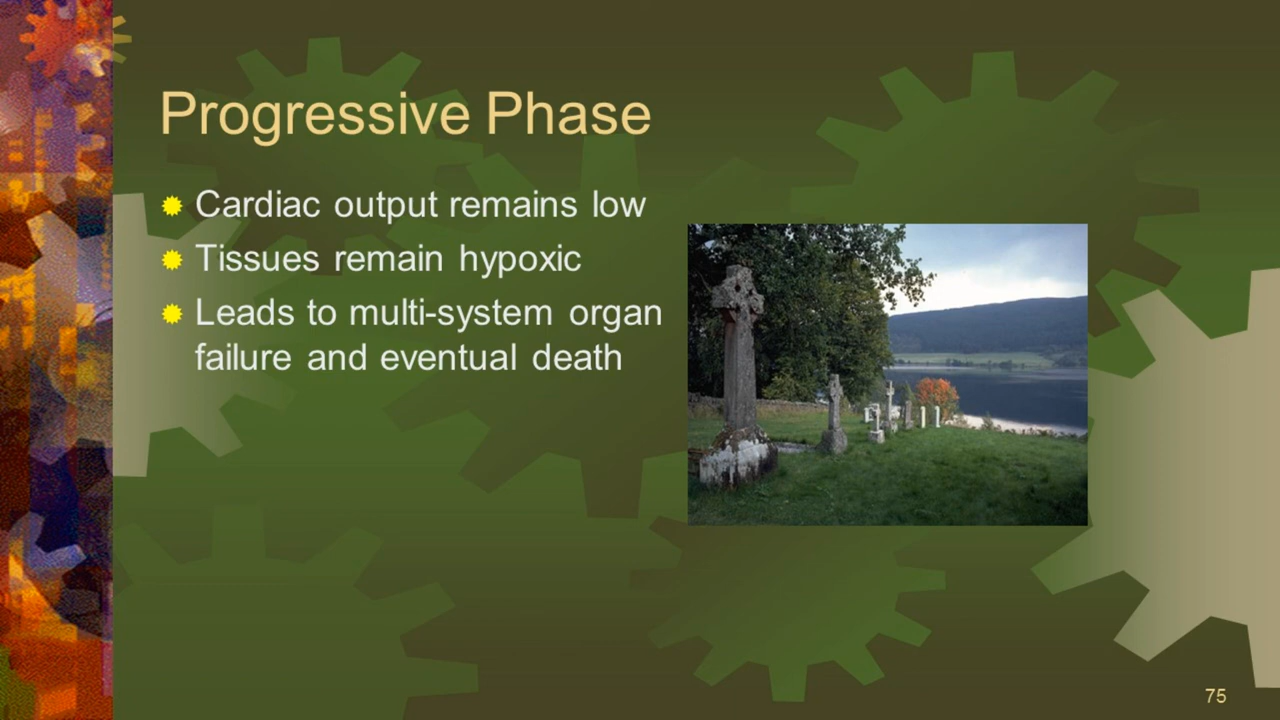 Progressive Phase
Cardiac output remains low
Tissues remain hypoxic
Leads to multi-system organ
failure and eventual death
75